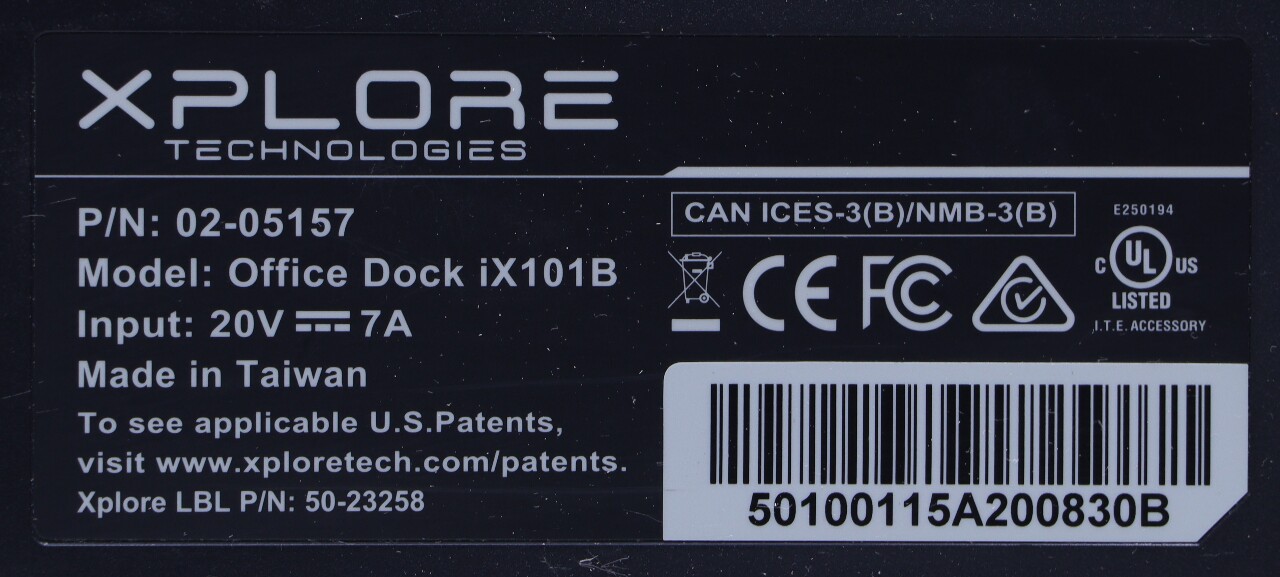 XPLORE
TECHNOLOGIES
P/N: 02-05157
Model: Office Dock iX101B
Input: 20V ⎓ 7A
Made in Taiwan
To see applicable U.S.Patents,
visit www.xploretech.com/patents.
Xplore LBL P/N: 50-23258
CAN ICES-3(B)/NMB-3(B)
CE FC
E250194
C UL US
LISTED
I.T.E. ACCESSORY
50100115A200830B